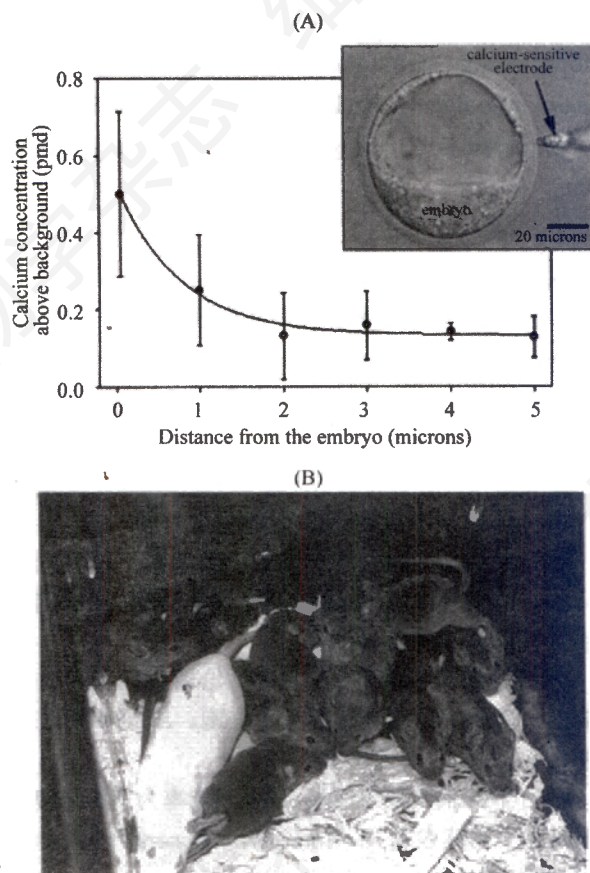 (A)
calcium-sensitive
electrode
embryo
20 microns
Calcium concentration
above background (pmd)
0.8
0.6
0.4
0.2
0.0
0 1 2 3 4 5
Distance from the embryo (microns)
(B)